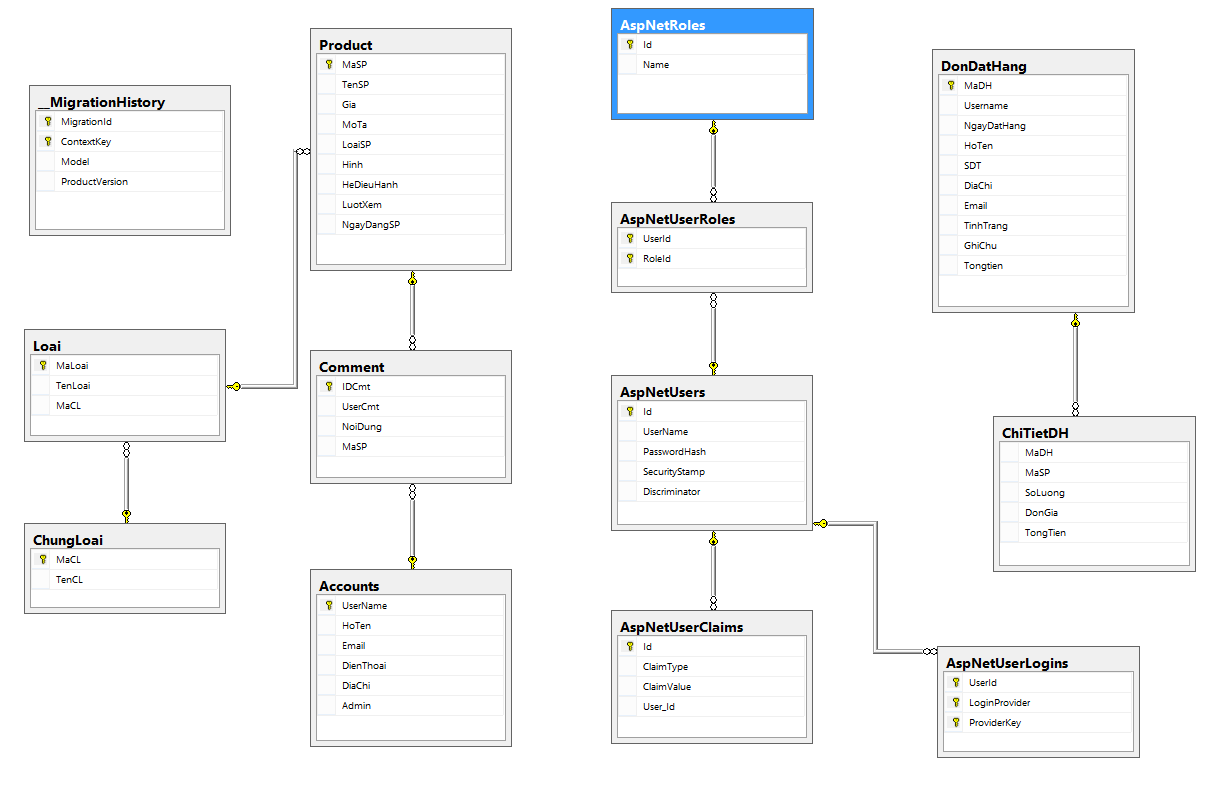 __MigrationHistory
MigrationId
ContextKey
Model
ProductVersion
Product
MaSP
TenSP
Gia
MoTa
LoaiSP
Hinh
HeDieuHanh
LuotXem
NgayDangSP
Loai
MaLoai
TenLoai
MaCL
ChungLoai
MaCL
TenCL
Comment
IDCmt
UserCmt
NoiDung
MaSP
Accounts
UserName
HoTen
Email
DienThoai
DiaChi
Admin
AspNetRoles
Id
Name
AspNetUserRoles
UserId
RoleId
AspNetUsers
Id
UserName
PasswordHash
SecurityStamp
Discriminator
AspNetUserClaims
Id
ClaimType
ClaimValue
User_Id
DonDatHang
MaDH
Username
NgayDatHang
HoTen
SDT
DiaChi
Email
TinhTrang
GhiChu
Tongtien
ChiTietDH
MaDH
MaSP
SoLuong
DonGia
TongTien
AspNetUserLogins
UserId
LoginProvider
ProviderKey